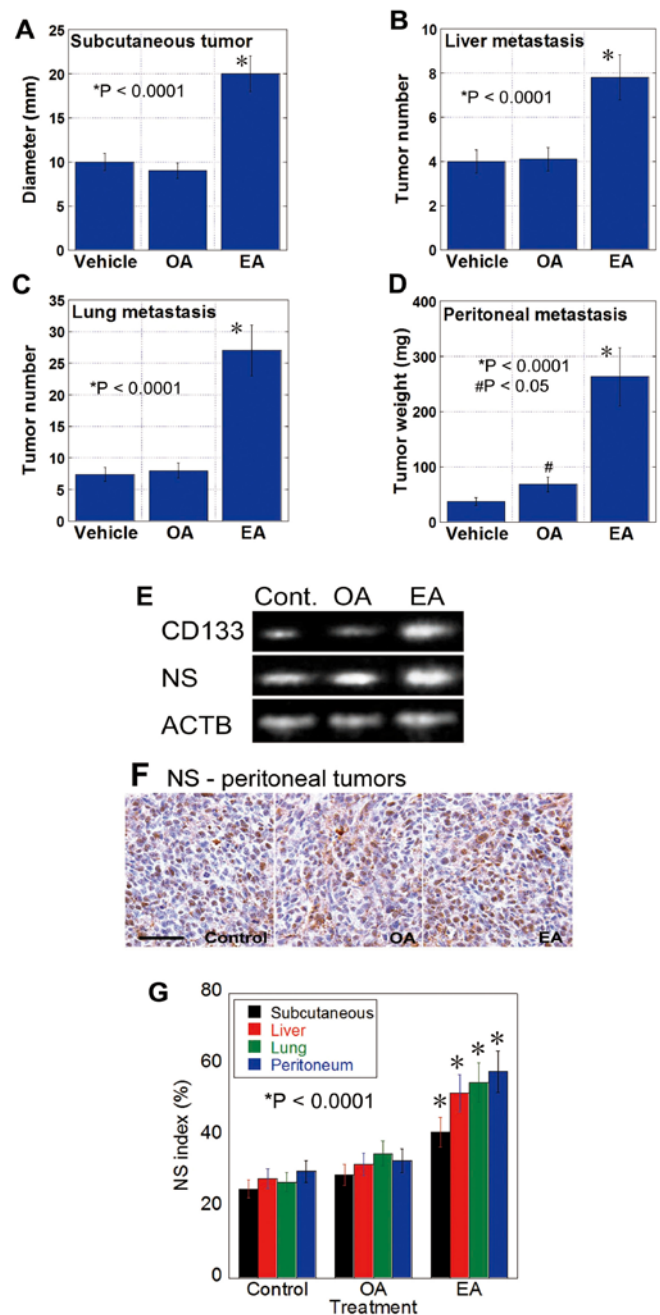 A
Subcutaneous tumor
*P < 0.0001
*
Diameter (mm)
25
20
15
10
5
0
Vehicle OA EA
B
Liver metastasis
*P < 0.0001
*
Tumor number
10
8
6
4
2
0
Vehicle OA EA
C
Lung metastasis
*P < 0.0001
*
Tumor number
35
30
25
20
15
10
5
0
Vehicle OA EA
D
Peritoneal metastasis
*P < 0.0001
#P < 0.05
*
#
Tumor weight (mg)
400
300
200
100
0
Vehicle OA EA
E
Cont. OA EA
CD133
NS
ACTB
F NS - peritoneal tumors
Control OA EA
G
Subcutaneous
Liver
Lung
Peritoneum
*P < 0.0001
* * * *
NS index (%)
80
60
40
20
0
Control OA EA
Treatment